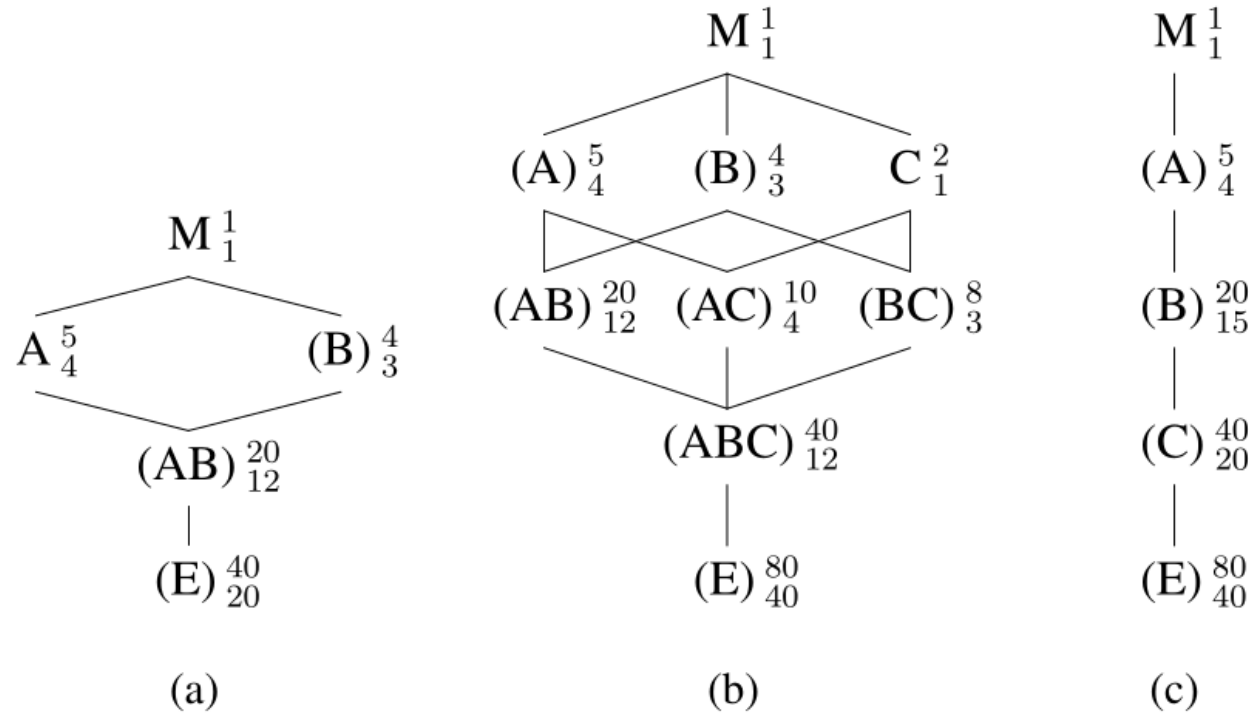 M 1 1
(A) 5 4 (B) 4 3 C 2 1
(AB) 20 12 (AC) 10 4 (BC) 8 3
(ABC) 40 12
(E) 80 40
(b)
M 1 1
A 5 4 (B) 4 3
(AB) 20 12
(E) 40 20
(a)
M 1 1
(A) 5 4
(B) 20 15
(C) 40 20
(E) 80 40
(c)